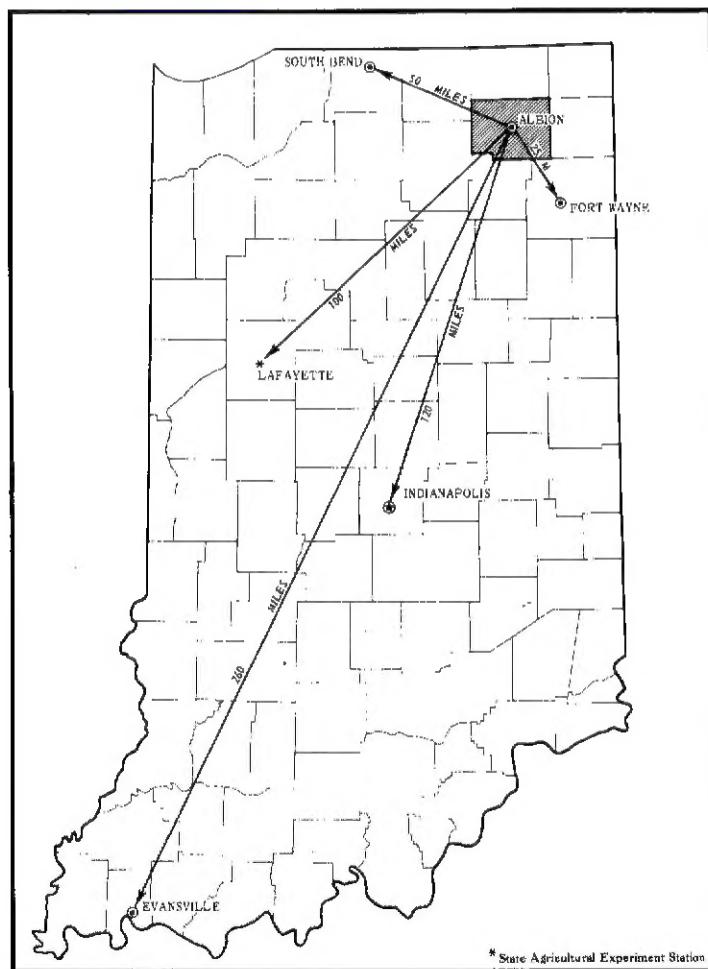 SOUTH BEND
50 MILES
ALBION
25 M
FORT WAYNE
MILES
100
MILES
120
* LAFAYETTE
INDIANAPOLIS
MILES
260
EVANSVILLE
* State Agricultural Experiment Station